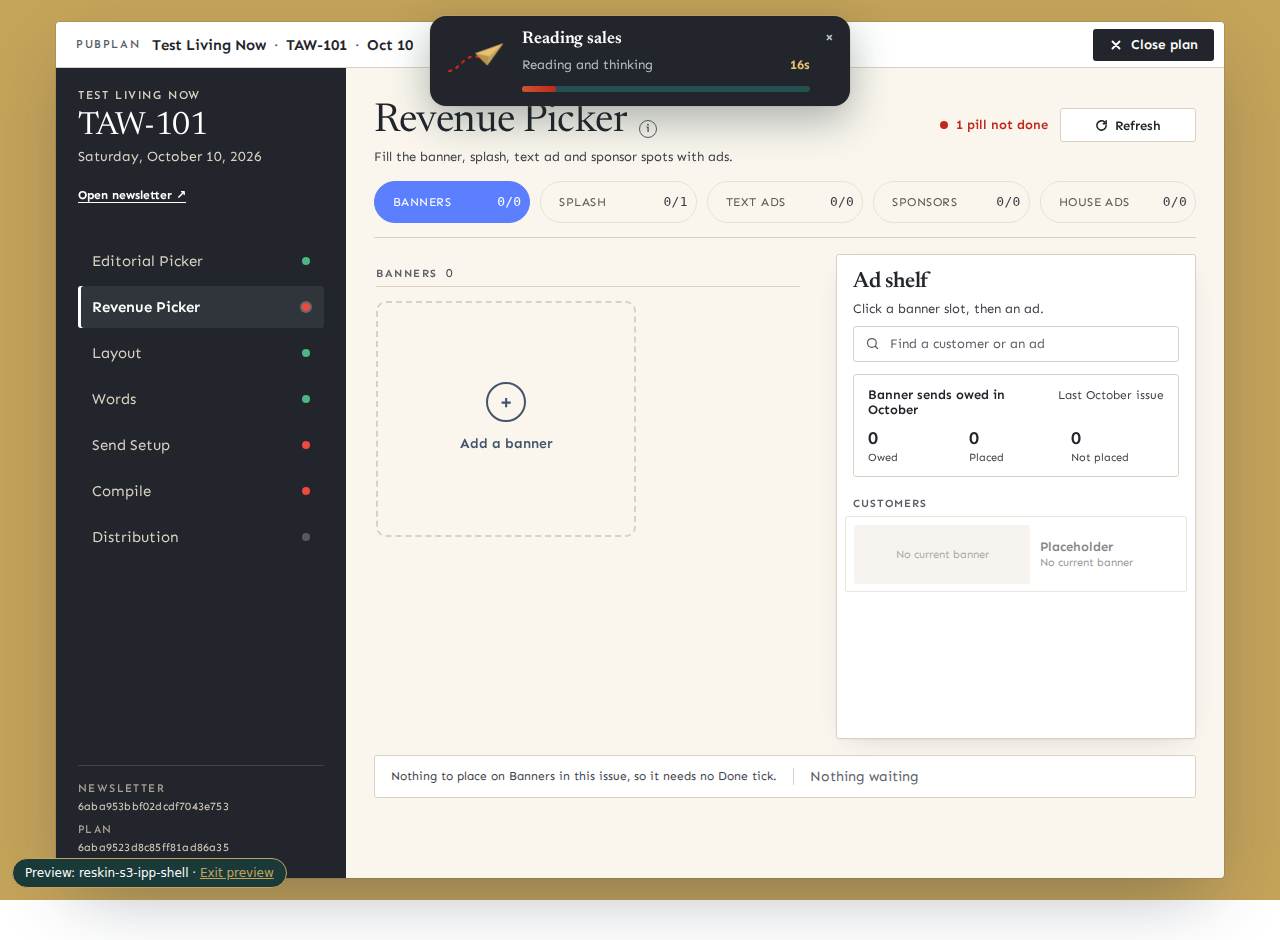 PUBPLAN Test Living Now · TAW-101 · Oct 10
Reading sales
×
Reading and thinking 16s
Close plan
TEST LIVING NOW
TAW-101
Saturday, October 10, 2026
Open newsletter ↗
Editorial Picker
Revenue Picker
Layout
Words
Send Setup
Compile
Distribution
NEWSLETTER
6aba953bbf02dcdf7043e753
PLAN
6aba9523d8c85ff81ad86a35
Preview: reskin-s3-ipp-shell · Exit preview
Revenue Picker i
1 pill not done
Refresh
Fill the banner, splash, text ad and sponsor spots with ads.
BANNERS 0/0
SPLASH 0/1
TEXT ADS 0/0
SPONSORS 0/0
HOUSE ADS 0/0
BANNERS 0
+
Add a banner
Ad shelf
Click a banner slot, then an ad.
Find a customer or an ad
Banner sends owed in October
Last October issue
0 0 0
Owed Placed Not placed
CUSTOMERS
No current banner
Placeholder
No current banner
Nothing to place on Banners in this issue, so it needs no Done tick.
Nothing waiting